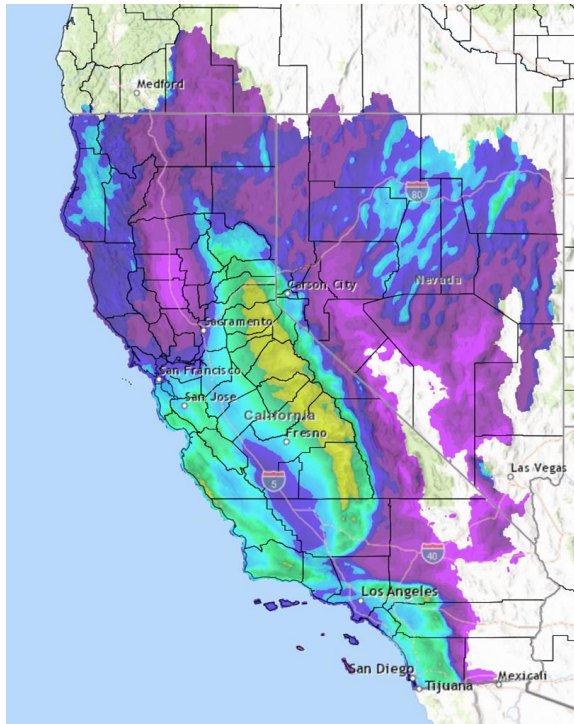 Medford
80
Nevada
Carson City
Sacramento
San Francisco
San Jose
California
Fresno
5
Las Vegas
40
Los Angeles
San Diego
Mexicali
Tijuana